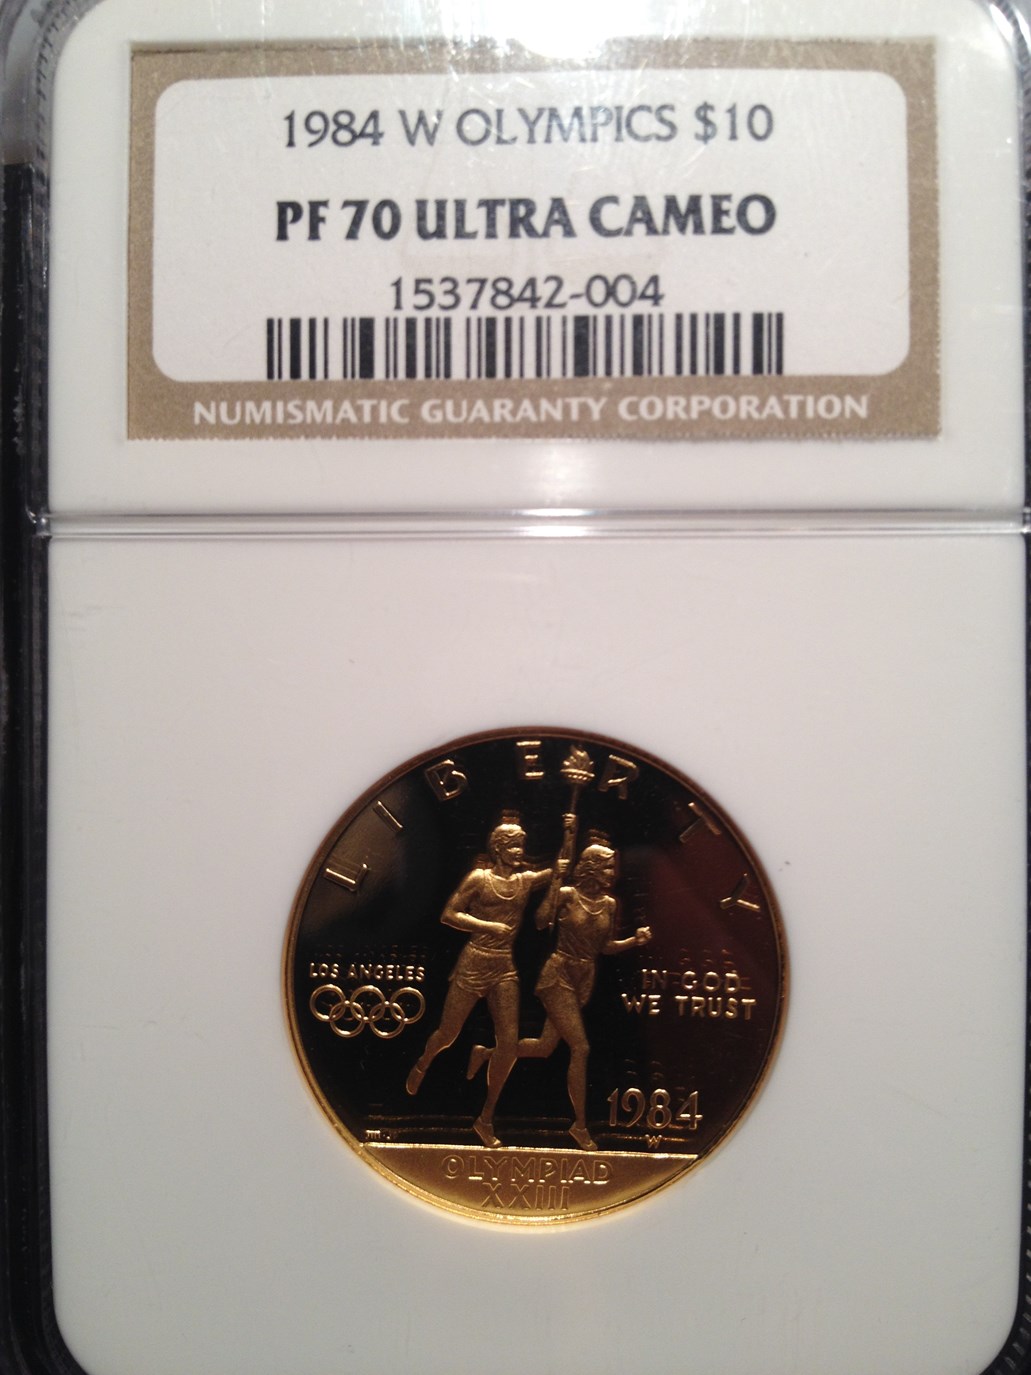 1984 W OLYMPICS $10
PF 70 ULTRA CAMEO
1537842-004
NUMISMATIC GUARANTY CORPORATION
LIBERTY
LOS ANGELES
IN GOD
WE TRUST
1984
W
OLYMPIAD
XXIII